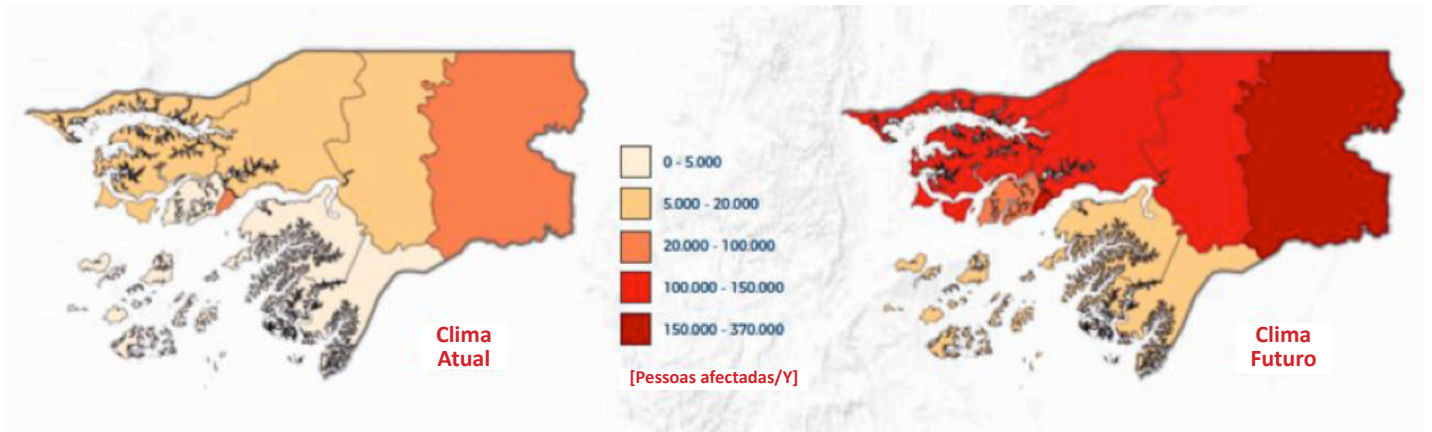 0 - 5.000
5.000 - 20.000
20.000 - 100.000
100.000 - 150.000
150.000 - 370.000
[Pessoas afectadas/Y]
Clima
Atual
Clima
Futuro